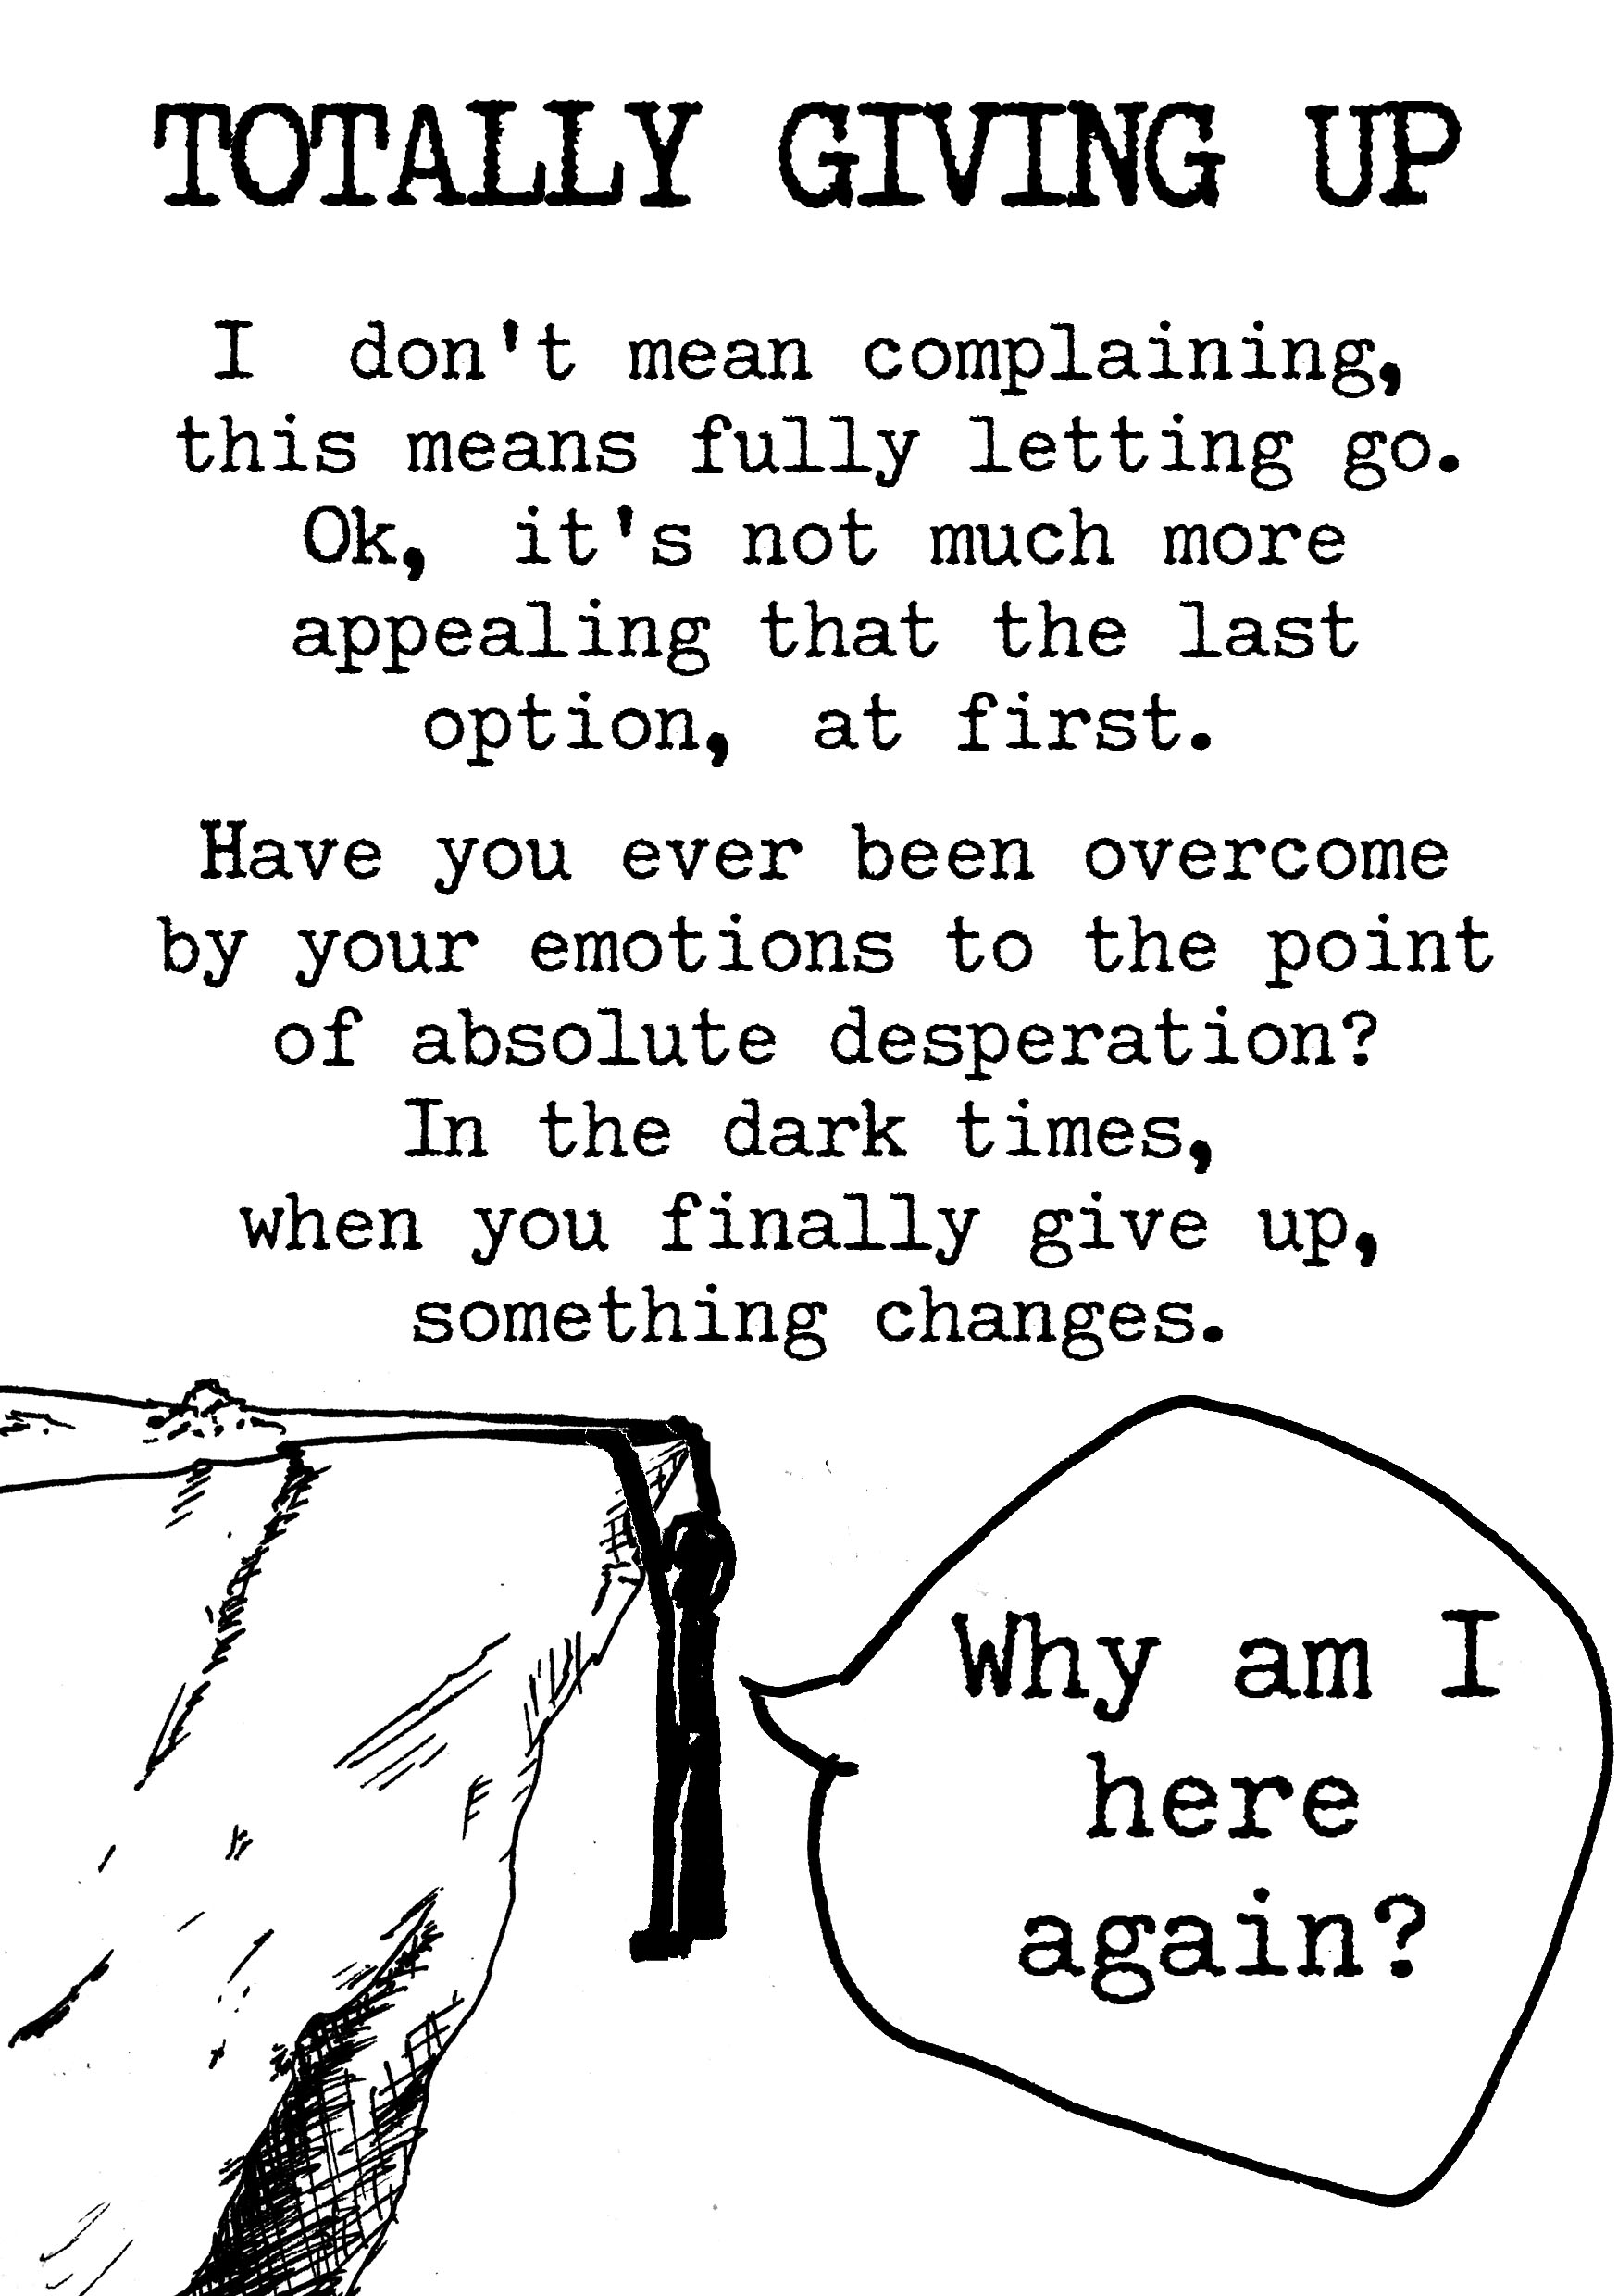 TOTALLY GIVING UP
I don't mean complaining,
this means fully letting go.
Ok, it's not much more
appealing that the last
option, at first.
Have you ever been overcome
by your emotions to the point
of absolute desperation?
In the dark times,
when you finally give up,
something changes.
Why am I
here
again?